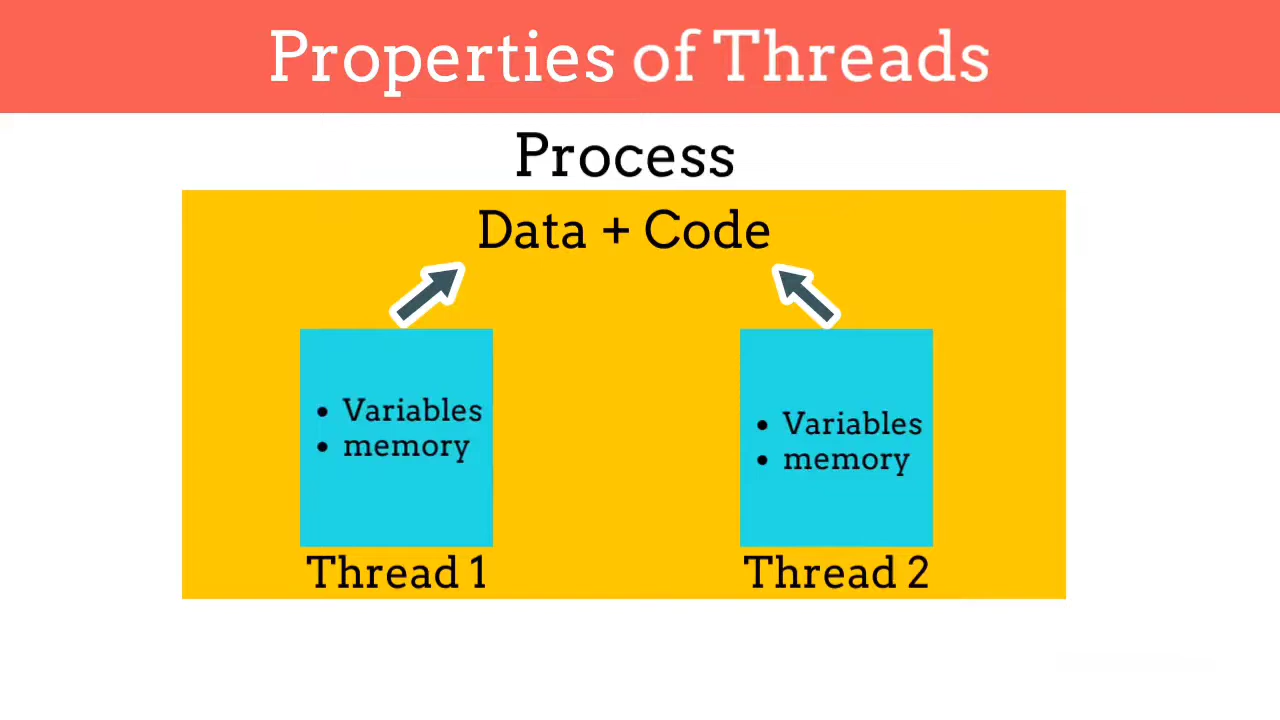 Properties of Threads
Process
Data + Code
• Variables
• memory
• Variables
• memory
Thread 1
Thread 2